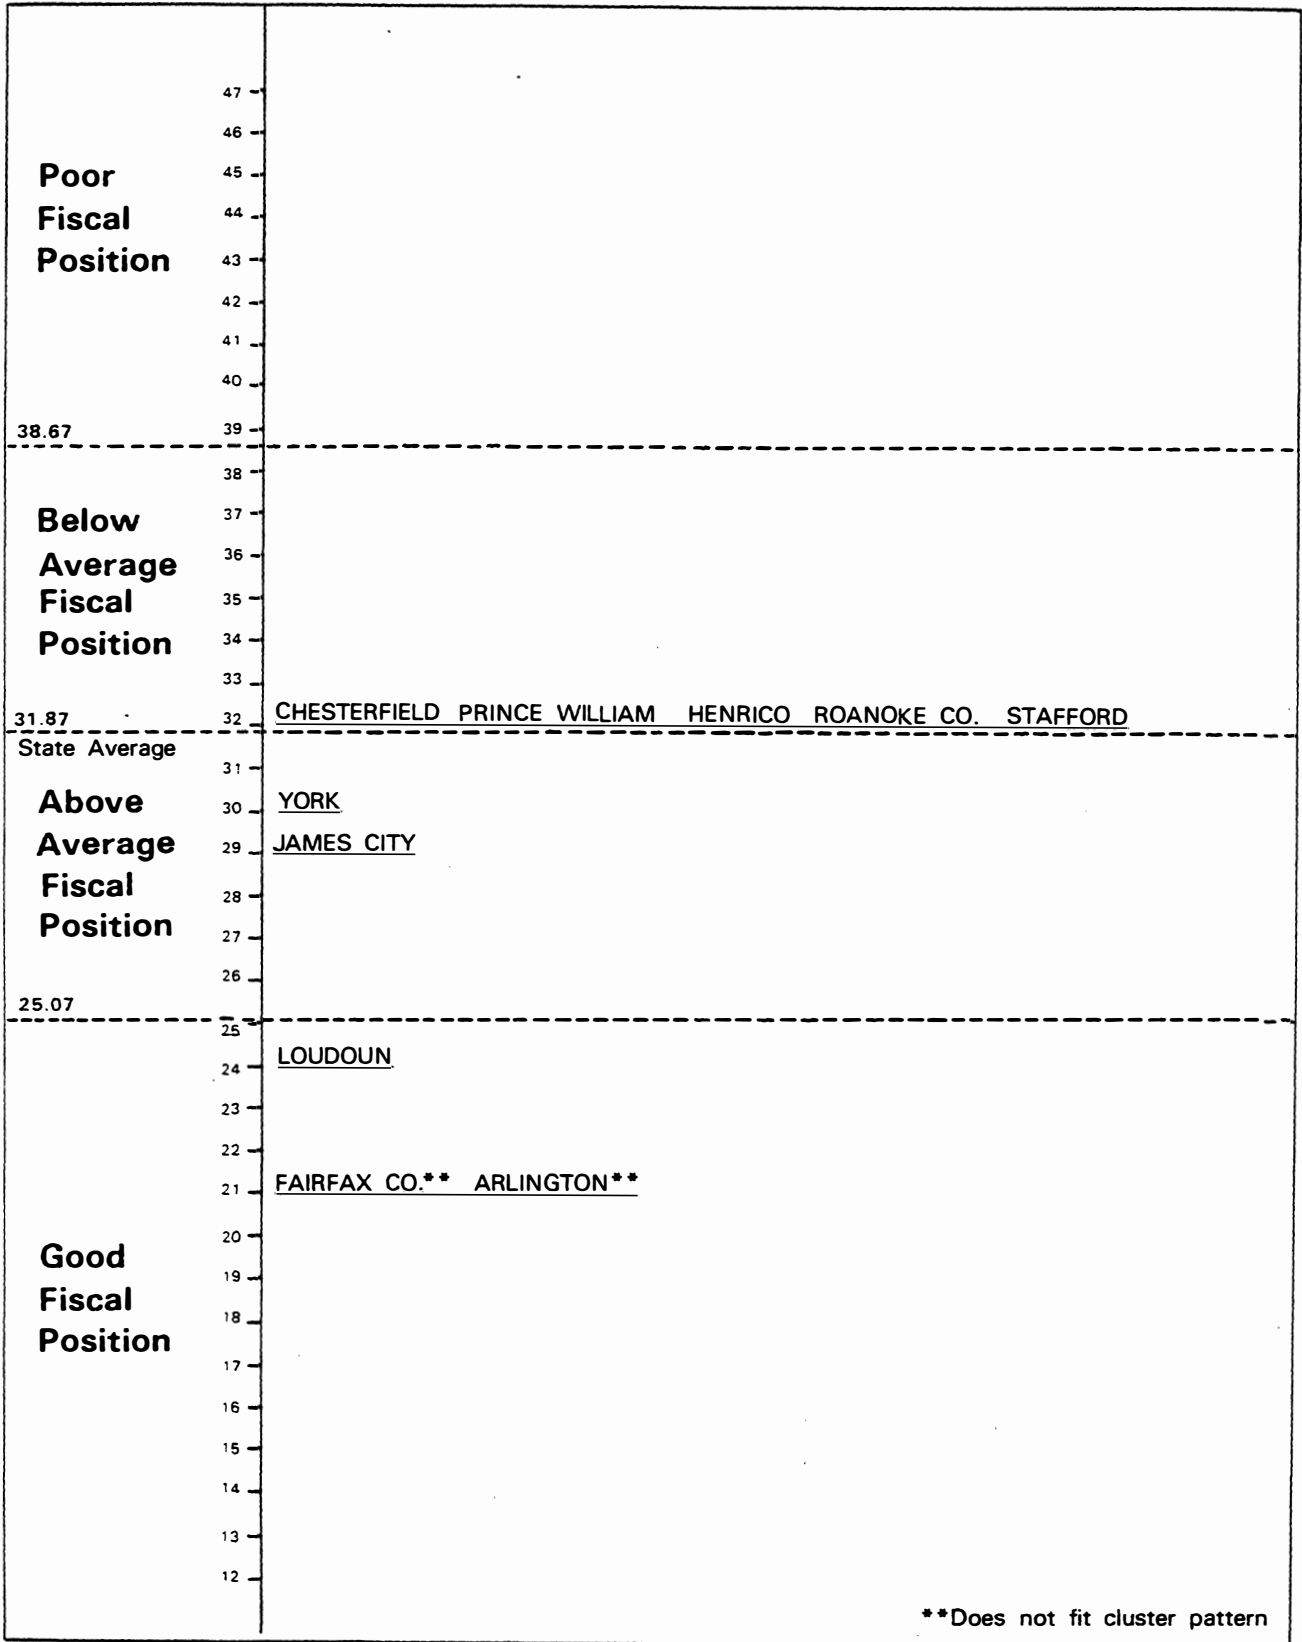 47
46
Poor 45
Fiscal 44
Position 43
42
41
40
38.67 39
38
Below 37
Average 36
Fiscal 35
Position 34
33
31.87 32 CHESTERFIELD PRINCE WILLIAM HENRICO ROANOKE CO. STAFFORD
State Average
31
Above 30 YORK
Average 29 JAMES CITY
Fiscal 28
Position 27
26
25.07
25
24 LOUDOUN
23
22
21 FAIRFAX CO.** ARLINGTON**
20
Good
19
Fiscal
18
Position
17
16
15
14
13
12
**Does not fit cluster pattern